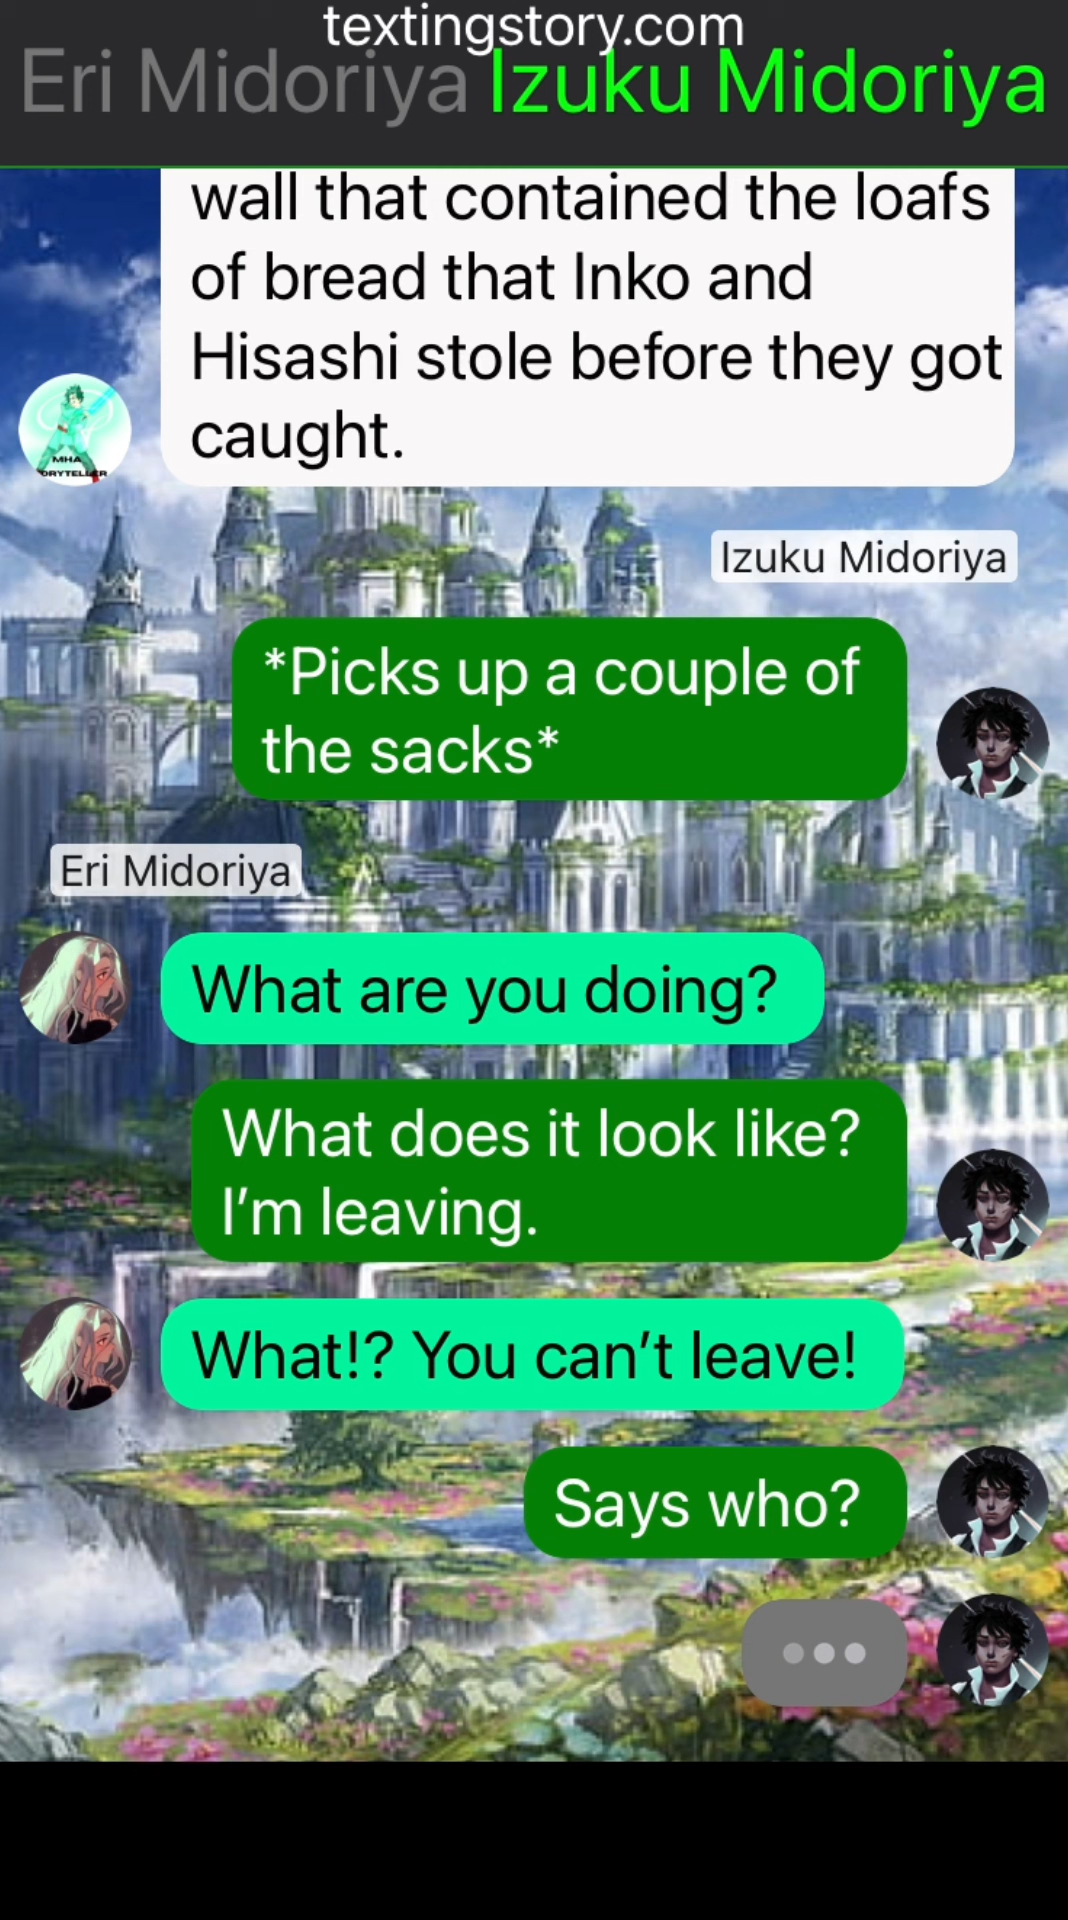 textingstory.com
Eri Midoriya Izuku Midoriya
wall that contained the loafs
of bread that Inko and
Hisashi stole before they got
caught.
MHA
ORYTELLER
Izuku Midoriya
*Picks up a couple of
the sacks*
Eri Midoriya
What are you doing?
What does it look like?
I’m leaving.
What!? You can’t leave!
Says who?